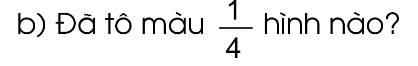 b) Đã tô màu 1/4 hình nào?